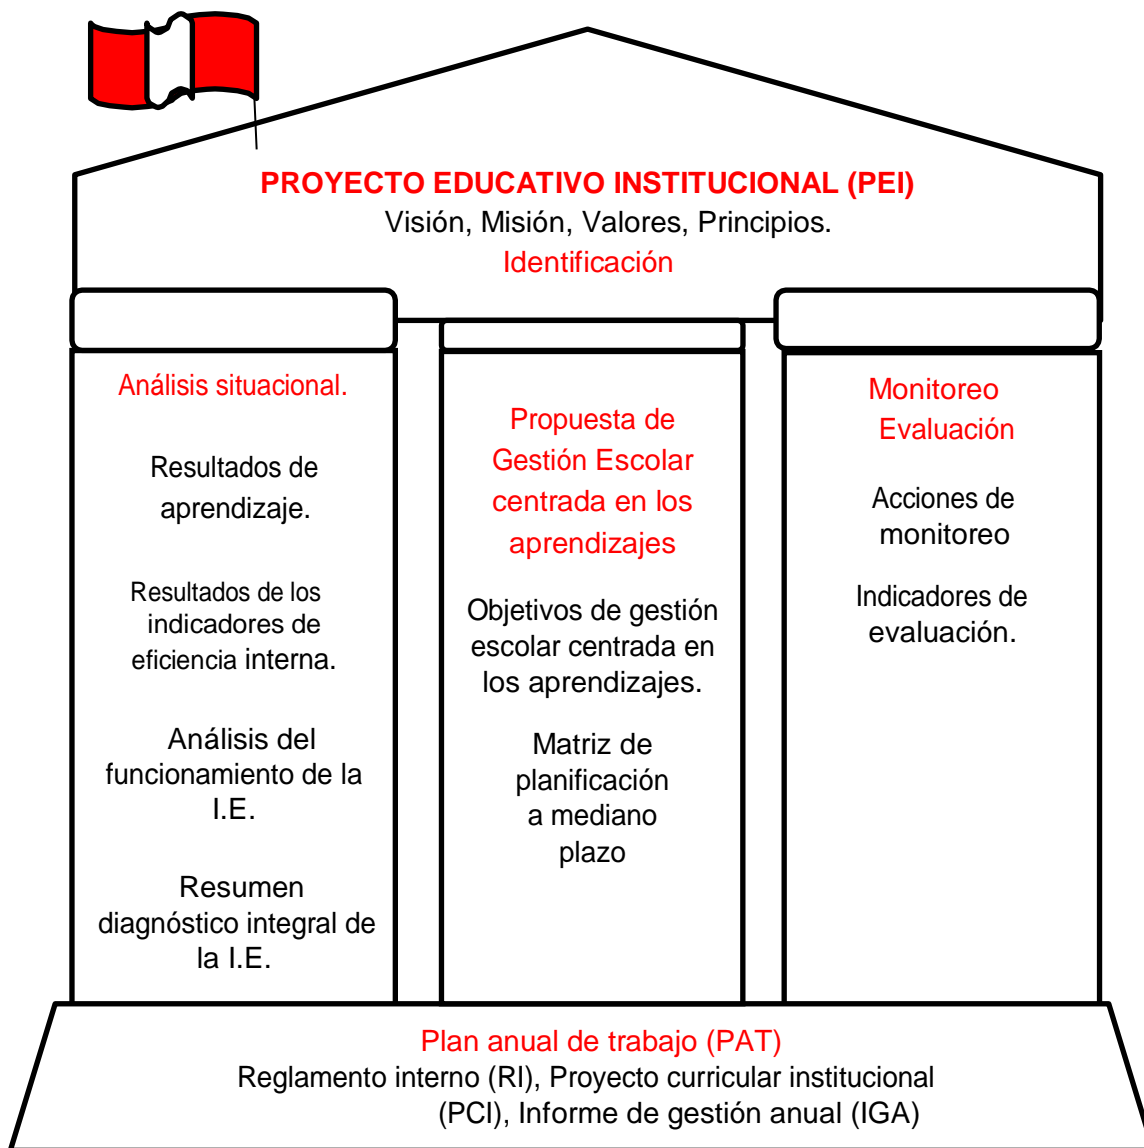 PROYECTO EDUCATIVO INSTITUCIONAL (PEI)
Visión, Misión, Valores, Principios.
Identificación
Análisis situacional.
Resultados de
aprendizaje.
Resultados de los
indicadores de
eficiencia interna.
Análisis del
funcionamiento de la
I.E.
Resumen
diagnóstico integral de
la I.E.
Propuesta de
Gestión Escolar
centrada en los
aprendizajes
Objetivos de gestión
escolar centrada en
los aprendizajes.
Matriz de
planificación
a mediano
plazo
Monitoreo
Evaluación
Acciones de
monitoreo
Indicadores de
evaluación.
Plan anual de trabajo (PAT)
Reglamento interno (RI), Proyecto curricular institucional
(PCI), Informe de gestión anual (IGA)